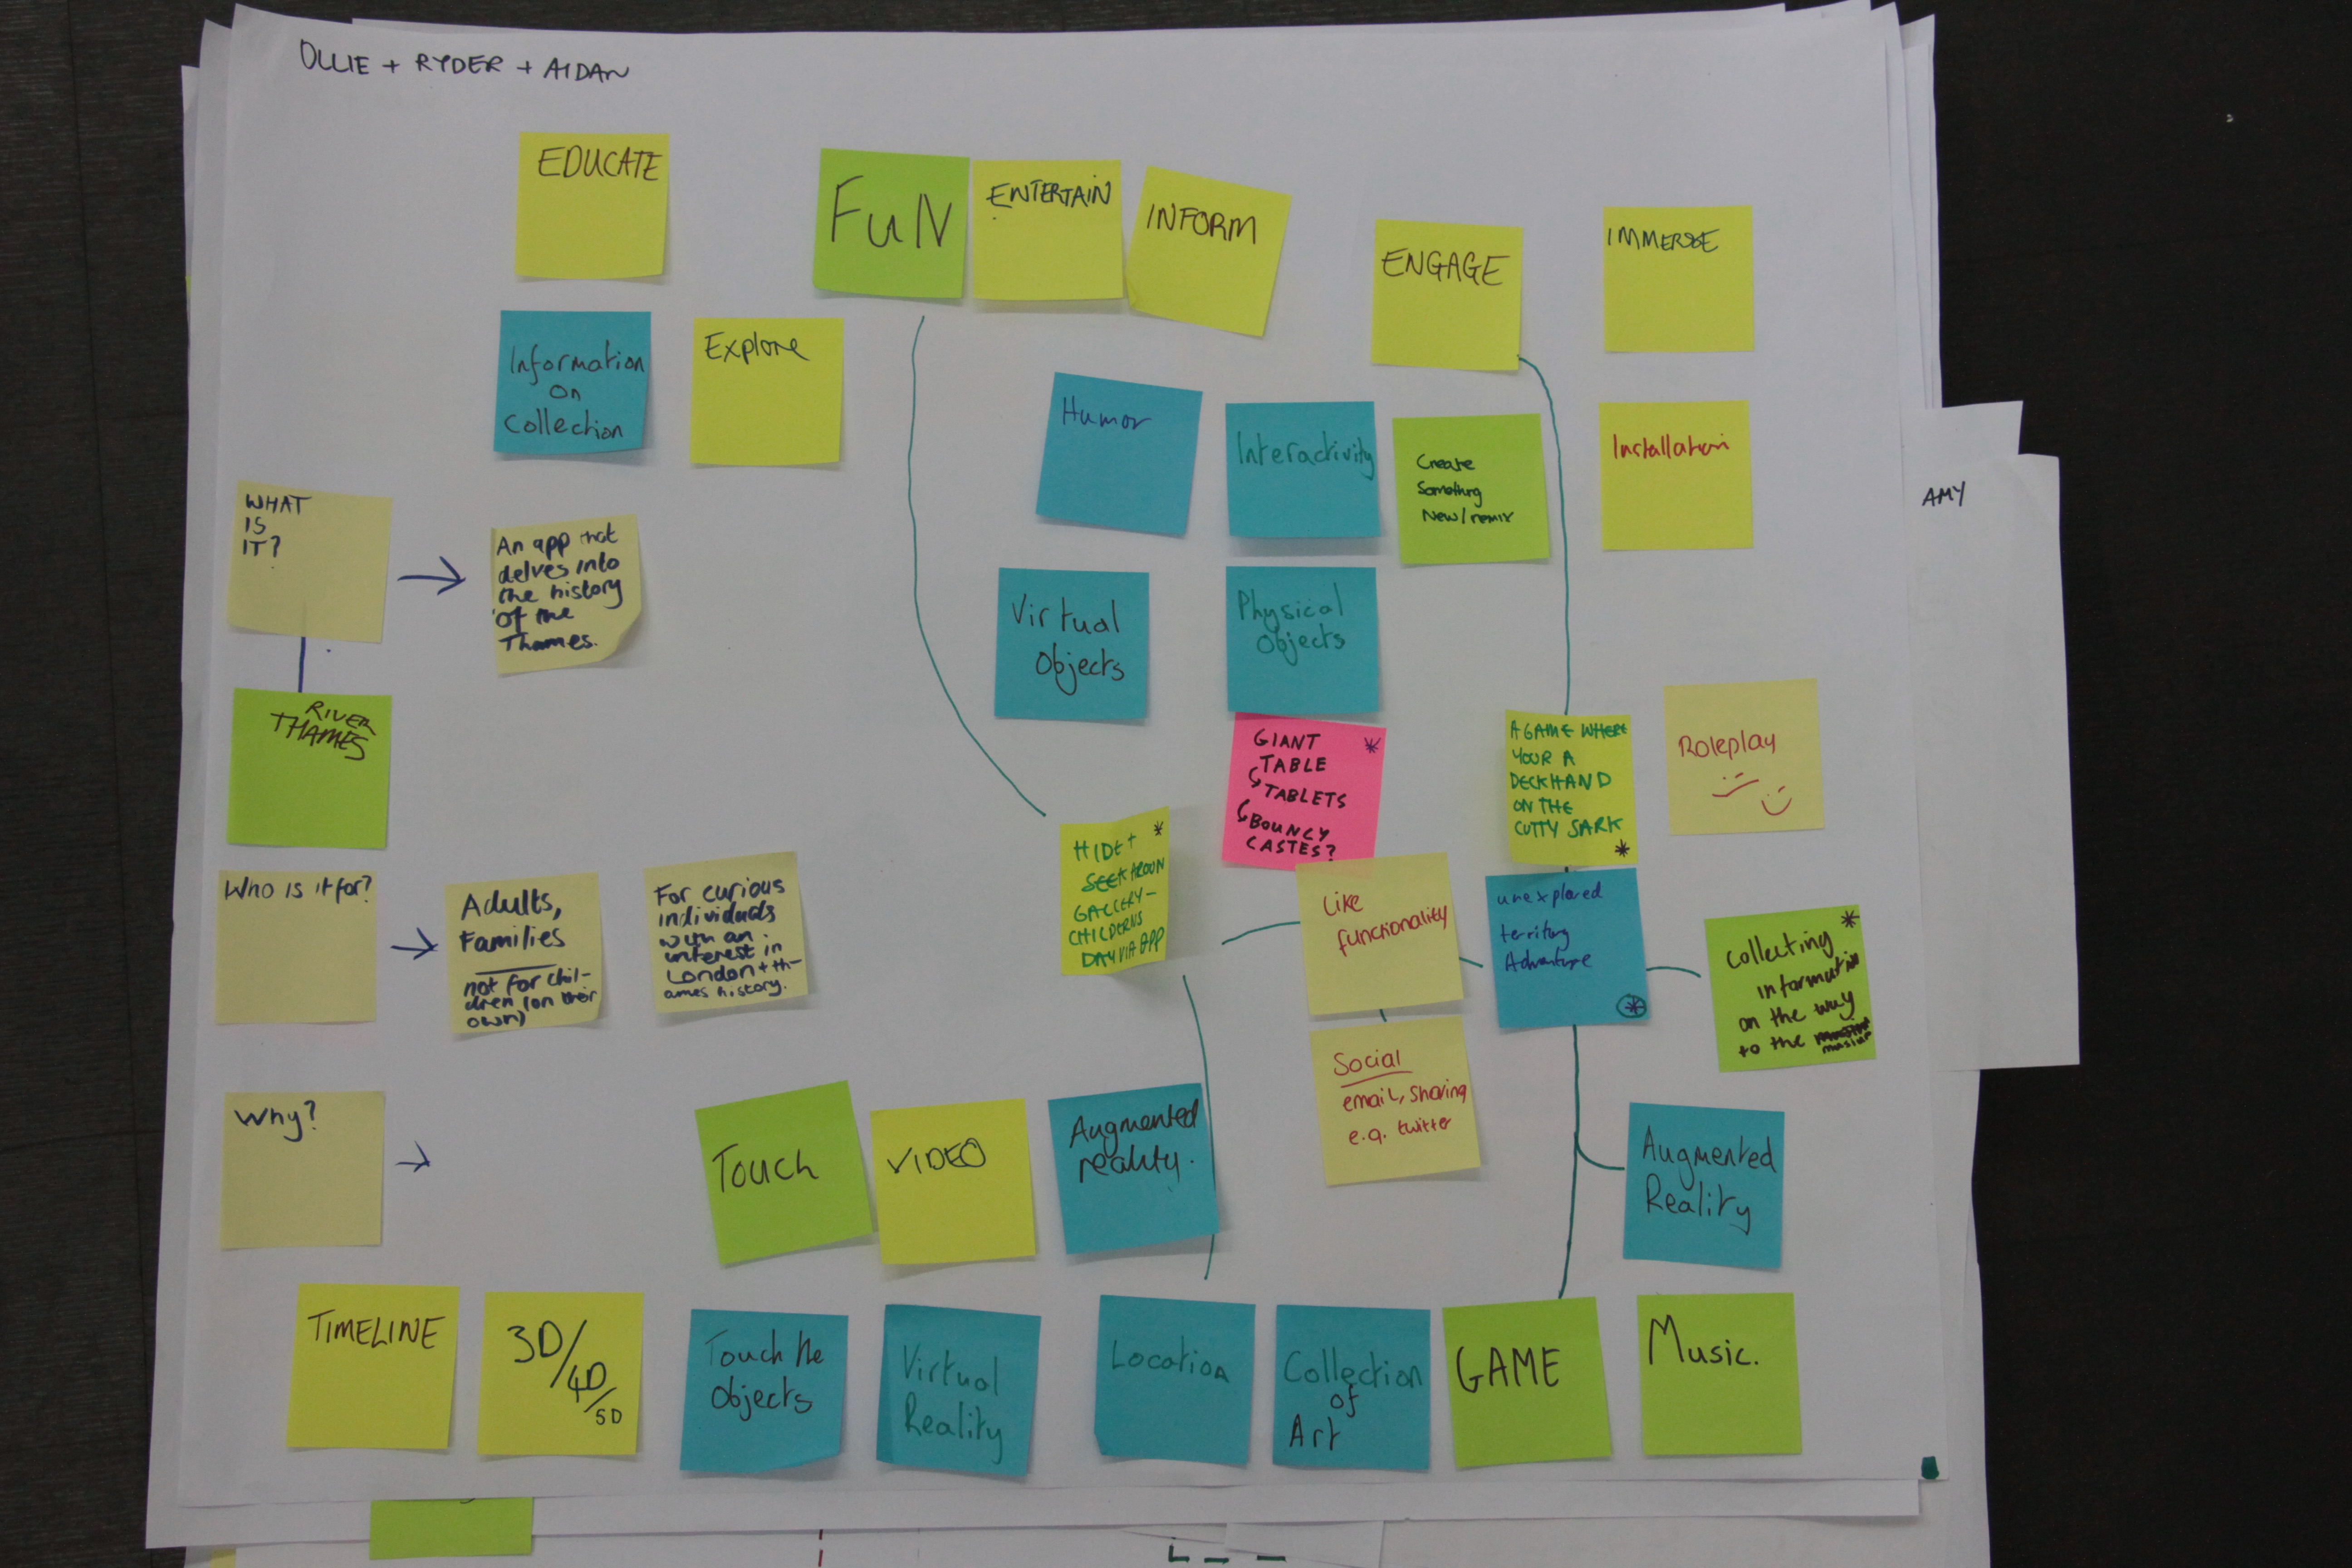 OLLIE + RYDER + AIDAN
EDUCATE
FuN
ENTERTAIN
INFORM
ENGAGE
IMMERSE
Information
on
Collection
Explore
Humor
Interactivity
Create
Something
New/remix
Installation
AMY
WHAT
IS
IT?
An app that
delves into
the history
of the
Thames.
Virtual
Objects
Physical
Objects
RIVER
THAMES
GIANT
TABLE
TABLETS
BOUNCY
CASTES?
A GAME WHERE
YOUR A
DECKHAND
ON THE
CUTTY SARK
Roleplay
HIDE +
SEEK AROUN
GALLERY -
CHILDERNS
DAY VIA APP
Who is it for?
Adults,
Families
not for chil-
dren (on their
own)
For curious
individuals
with an
interest in
London + th-
ames history.
Like
functionality
unexplored
territory
Adventure
Collecting
information
on the way
to the
Social
email, sharing
e.g. twitter
Why?
Touch
VIDEO
Augmented
reality.
Augmented
Reality
TIMELINE
3D/
4D/
5D
Touch the
Objects
Virtual
Reality
Location
Collection
of
Art
GAME
Music.